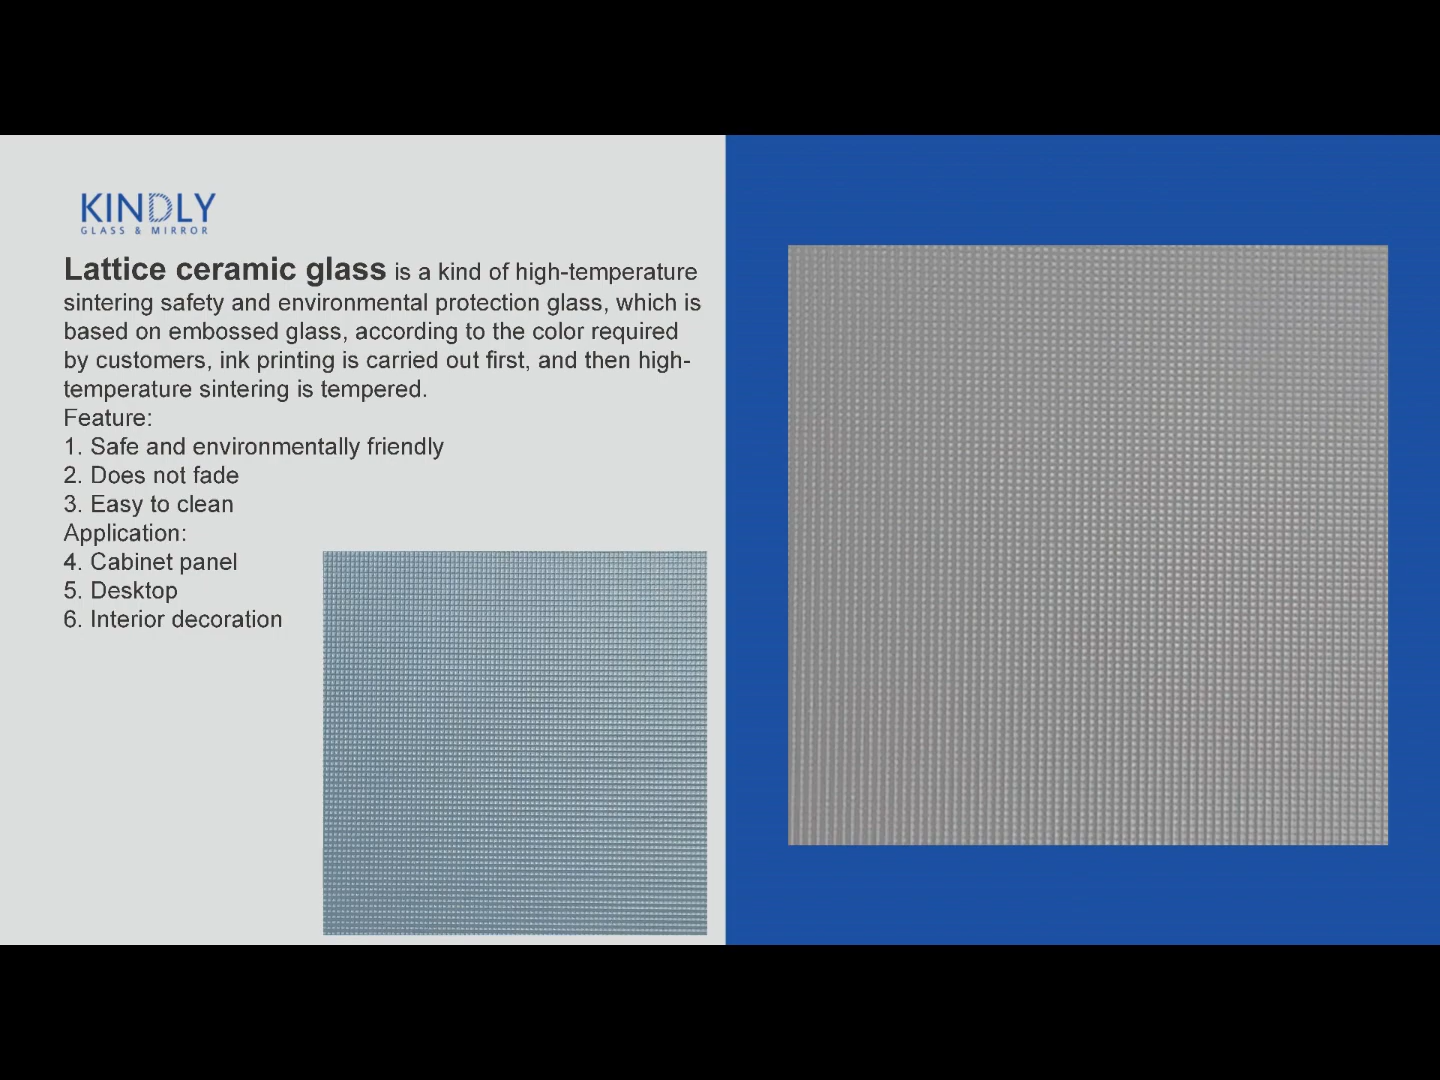 KINDLY
GLASS & MIRROR
Lattice ceramic glass is a kind of high-temperature
sintering safety and environmental protection glass, which is
based on embossed glass, according to the color required
by customers, ink printing is carried out first, and then high-
temperature sintering is tempered.
Feature:
1. Safe and environmentally friendly
2. Does not fade
3. Easy to clean
Application:
4. Cabinet panel
5. Desktop
6. Interior decoration